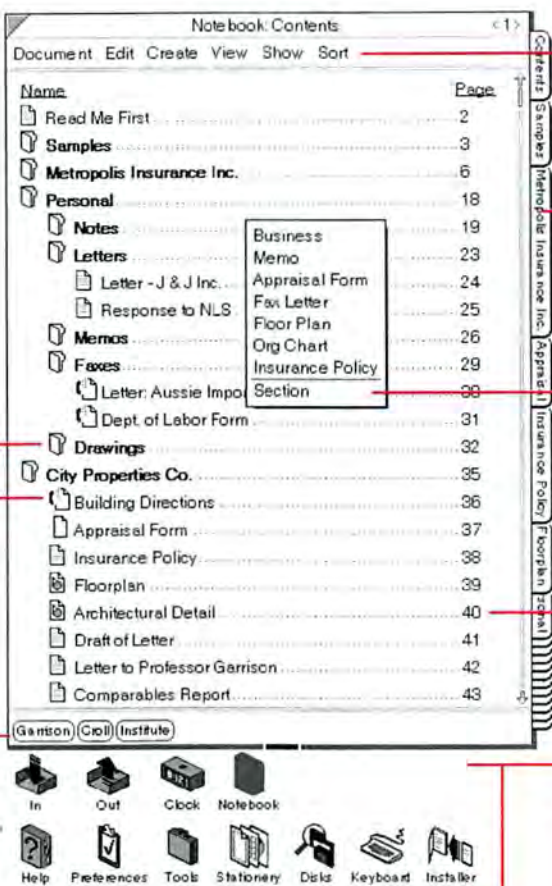 Notebook: Contents <1>
Document Edit Create View Show Sort
Name Page
Read Me First 2
Samples 3
Metropolis Insurance Inc. 6
Personal 18
Notes 19
Letters 23
Letter - J & J Inc. 24
Response to NLS 25
Memos 26
Faxes 29
Letter: Aussie Impo 30
Dept. of Labor Form 31
Drawings 32
City Properties Co. 35
Building Directions 36
Appraisal Form 37
Insurance Policy 38
Floorplan 39
Architectural Detail 40
Draft of Letter 41
Letter to Professor Garrison 42
Comparables Report 43
Business
Memo
Appraisal Form
Fax Letter
Floor Plan
Org Chart
Insurance Policy
Section
Contents
Samples
Metropolis Insurance Inc.
Appraisal
Insurance Policy
Floorplan
sonal
Garrison Croll Institute
In Out Clock Notebook
Help Preferences Tools Stationery Disks Keyboard Installer